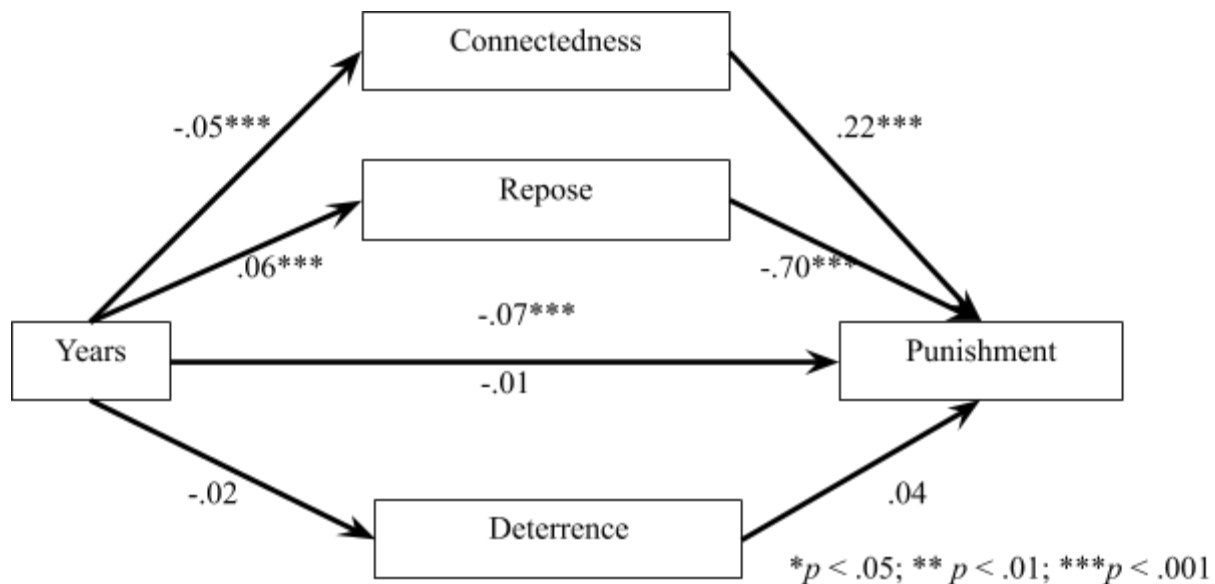 Connectedness
-.05***
.22***
Repose
.06***
-.70***
-.07***
Years
Punishment
-.01
-.02
.04
Deterrence
*p < .05; ** p < .01; ***p < .001